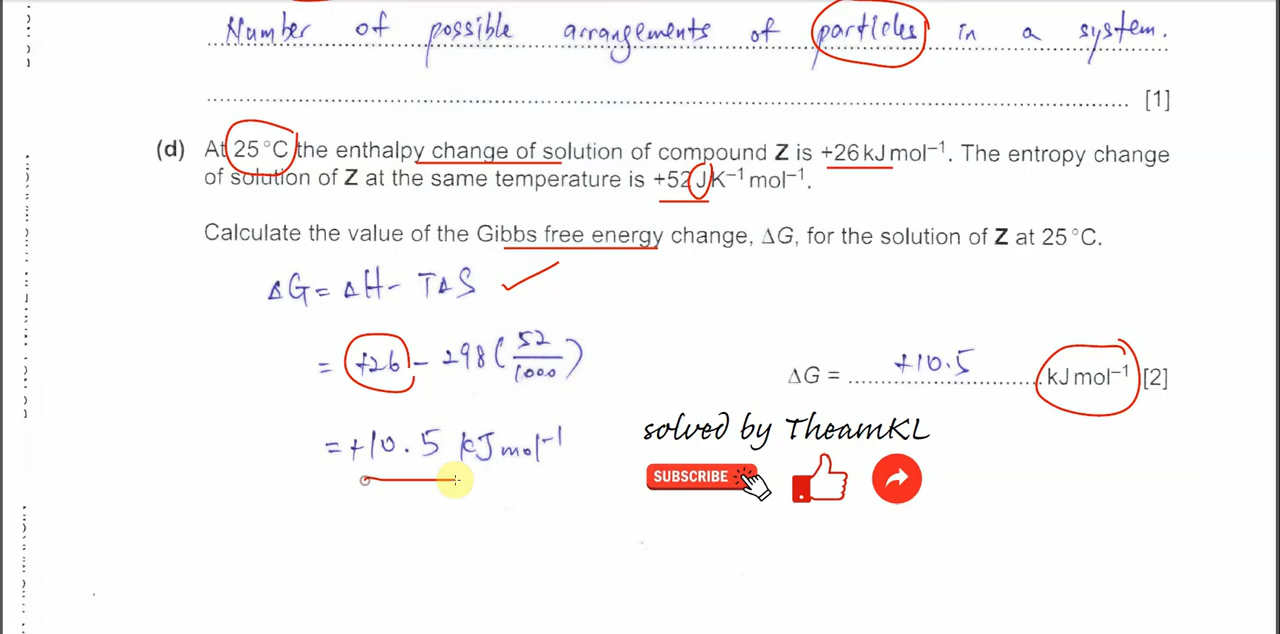 Number of possible arrangements of particles in a system.
[1]
(d) At 25 °C the enthalpy change of solution of compound Z is +26 kJ mol⁻¹. The entropy change
of solution of Z at the same temperature is +52 J K⁻¹ mol⁻¹.
Calculate the value of the Gibbs free energy change, ΔG, for the solution of Z at 25 °C.
ΔG = ΔH - TΔS
= +26 - 298 (52/1000)
ΔG = +10.5 kJ mol⁻¹ [2]
= +10.5 kJ mol⁻¹
solved by TheamKL
SUBSCRIBE